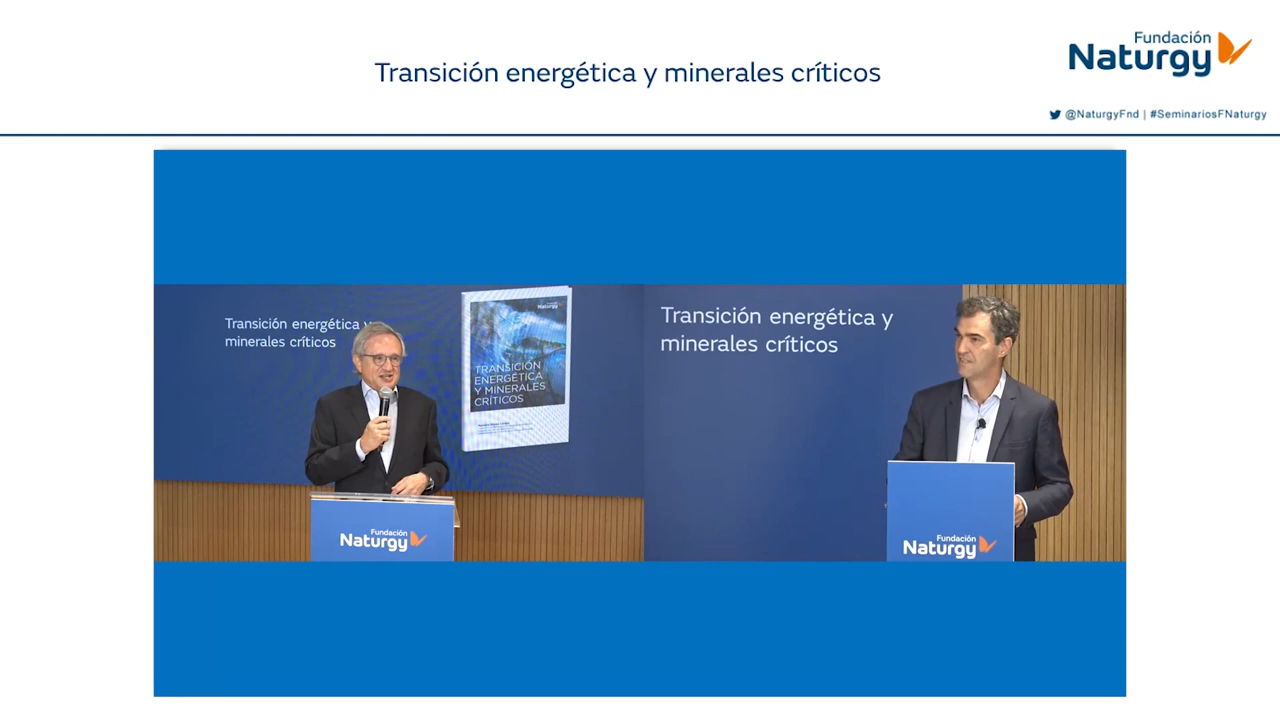 Transición energética y minerales críticos
Fundación
Naturgy
@NaturgyFnd | #SeminariosFNaturgy
Transición energética y
minerales críticos
Naturgy
TRANSICIÓN
ENERGÉTICA
Y MINERALES
CRÍTICOS
Fundación
Naturgy
Transición energética y
minerales críticos
Fundación
Naturgy